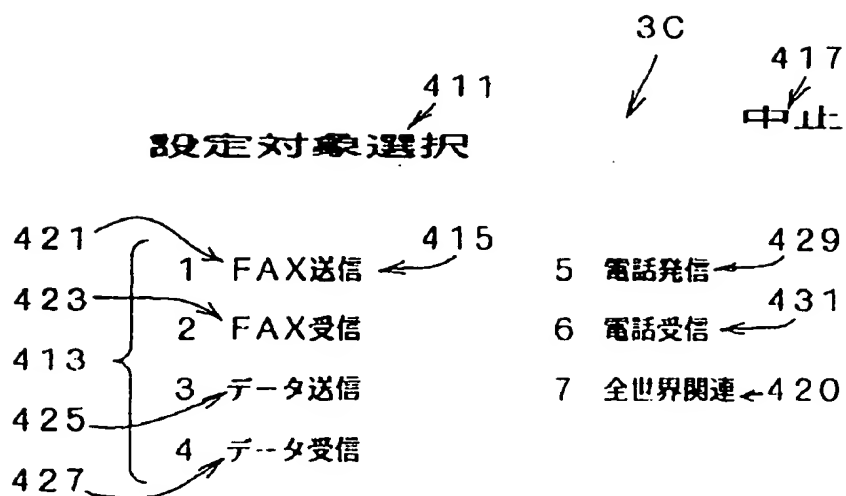 3C
417
411
中止
設定対象選択
421 415 429
1 FAX送信 5 電話発信
423 431
2 FAX受信 6 電話受信
413
3 データ送信 7 全世界関連 420
425
4 データ受信
427